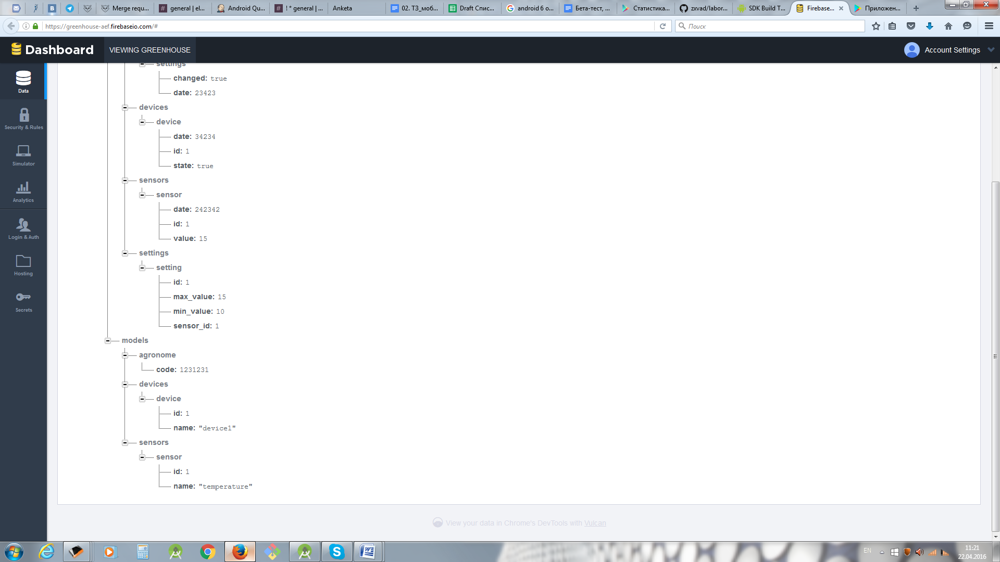 Merge requ...
general | el...
Android Qu...
! * general | ...
Anketa
02. ТЗ_моб...
Draft Спис...
android 6 o...
Бета-тест, ...
Статистика...
zxvad/labor...
SDK Build T...
Firebase...
Приложен...
https://greenhouse-aef.firebaseio.com/#
Поиск
Dashboard
VIEWING GREENHOUSE
Account Settings
Data
Security & Rules
Simulator
Analytics
Login & Auth
Hosting
Secrets
settings
changed: true
date: 23423
devices
device
date: 34234
id: 1
state: true
sensors
sensor
date: 242342
id: 1
value: 15
settings
setting
id: 1
max_value: 15
min_value: 10
sensor_id: 1
models
agronome
code: 1231231
devices
device
id: 1
name: "device1"
sensors
sensor
id: 1
name: "temperature"
View your data in Chrome's DevTools with Vulcan
EN
11:21
22.04.2016